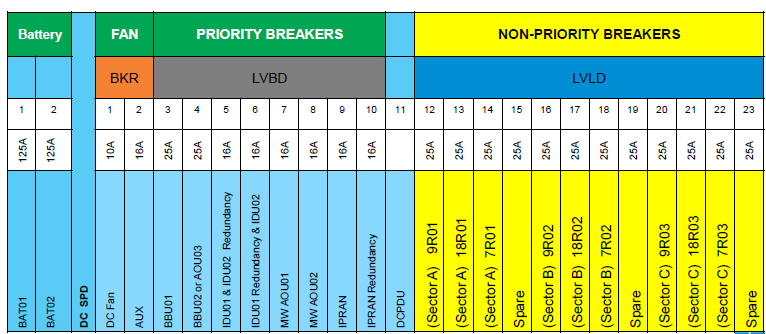 Battery FAN PRIORITY BREAKERS NON-PRIORITY BREAKERS
BKR LVBD LVLD
1 2 1 2 3 4 5 6 7 8 9 10 11 12 13 14 15 16 17 18 19 20 21 22 23
125A 125A 10A 16A 25A 25A 16A 16A 16A 16A 16A 16A 25A 25A 25A 25A 25A 25A 25A 25A 25A 25A 25A 25A
BAT01
BAT02
DC SPD
DC Fan
AUX
BBU01
BBU02 or AOU03
IDU01 & IDU02 Redundancy
IDU01 Redundancy & IDU02
MW AOU01
MW AOU02
IPRAN
IPRAN Redundancy
DCPDU
(Sector A) 9R01
(Sector A) 18R01
(Sector A) 7R01
Spare
(Sector B) 9R02
(Sector B) 18R02
(Sector B) 7R02
Spare
(Sector C) 9R03
(Sector C) 18R03
(Sector C) 7R03
Spare